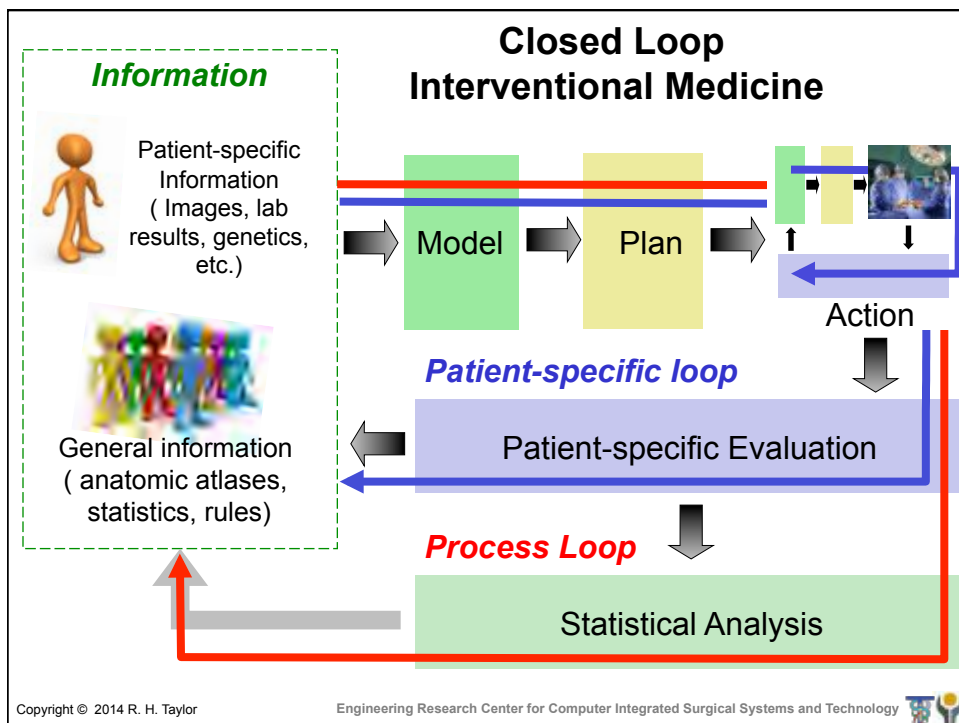 Closed Loop
Interventional Medicine
Information
Patient-specific
Information
( Images, lab
results, genetics,
etc.)
Model
Plan
Action
General information
( anatomic atlases,
statistics, rules)
Patient-specific loop
Patient-specific Evaluation
Process Loop
Statistical Analysis
Copyright © 2014 R. H. Taylor
Engineering Research Center for Computer Integrated Surgical Systems and Technology